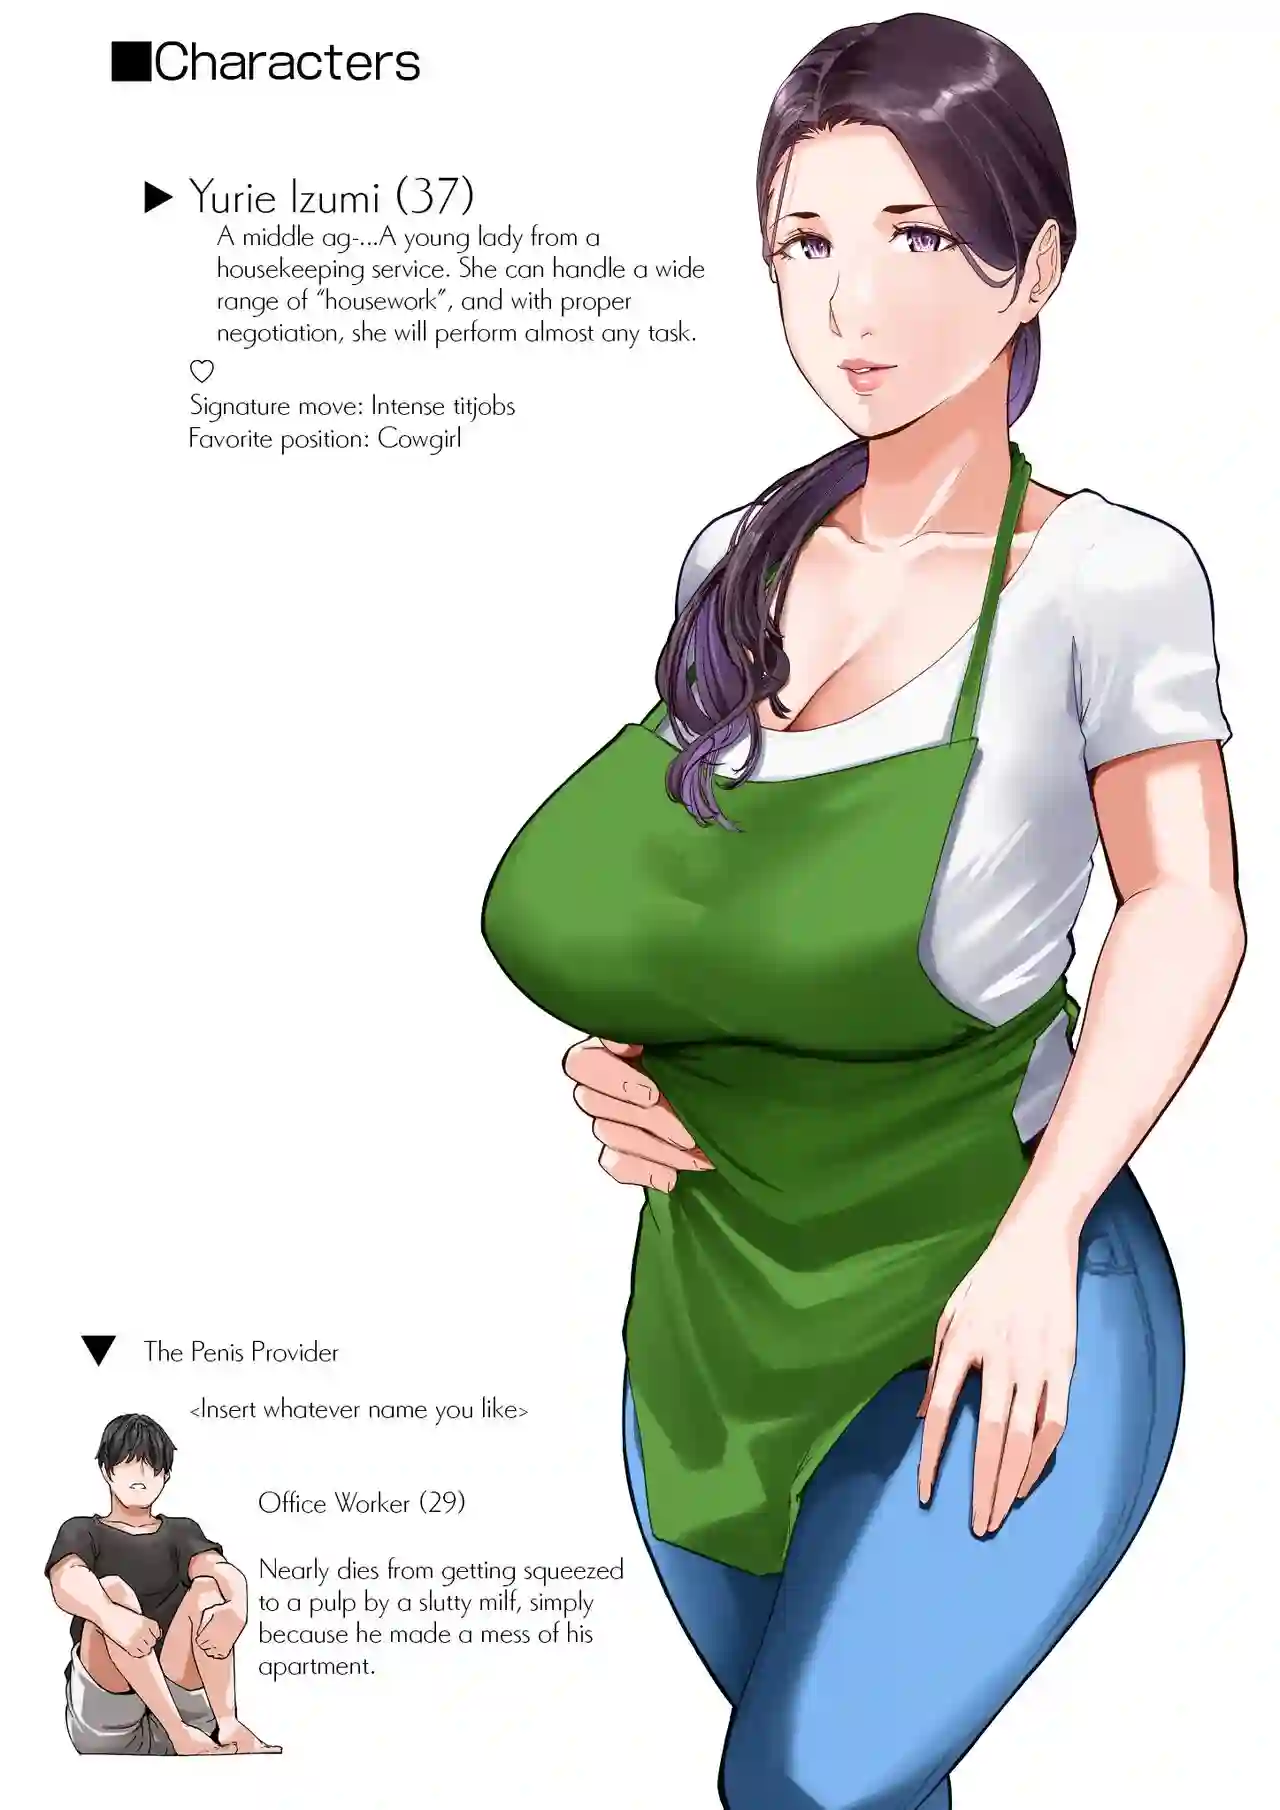 ■Characters
▶ Yurie Izumi (37)
A middle ag-...A young lady from a
housekeeping service. She can handle a wide
range of “housework”, and with proper
negotiation, she will perform almost any task.
♡
Signature move: Intense titjobs
Favorite position: Cowgirl
▼ The Penis Provider
<Insert whatever name you like>
Office Worker (29)
Nearly dies from getting squeezed
to a pulp by a slutty milf, simply
because he made a mess of his
apartment.